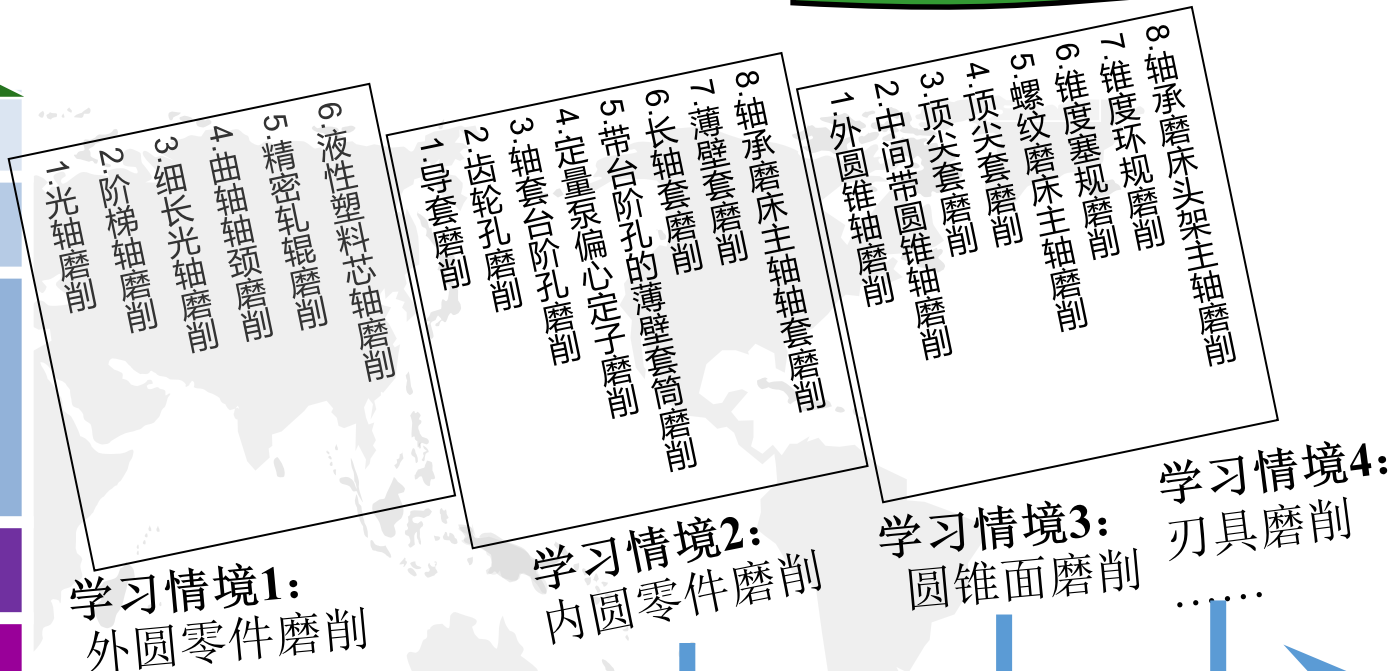 1.光轴磨削
2.阶梯轴磨削
3.细长光轴磨削
4.曲轴轴颈磨削
5.精密轧辊磨削
6.液性塑料芯轴磨削
学习情境1：
外圆零件磨削
1.导套磨削
2.齿轮孔磨削
3.轴套台阶孔磨削
4.定量泵偏心定子磨削
5.带台阶孔的薄壁套筒磨削
6.长轴套磨削
7.薄壁套磨削
8.轴承磨床主轴轴套磨削
学习情境2：
内圆零件磨削
1.外圆锥轴磨削
2.中间带圆锥轴磨削
3.顶尖套磨削
4.顶尖套磨削
5.螺纹磨床主轴磨削
6.锥度塞规磨削
7.锥度环规磨削
8.轴承磨床头架主轴磨削
学习情境3：
圆锥面磨削
学习情境4：
刃具磨削
……